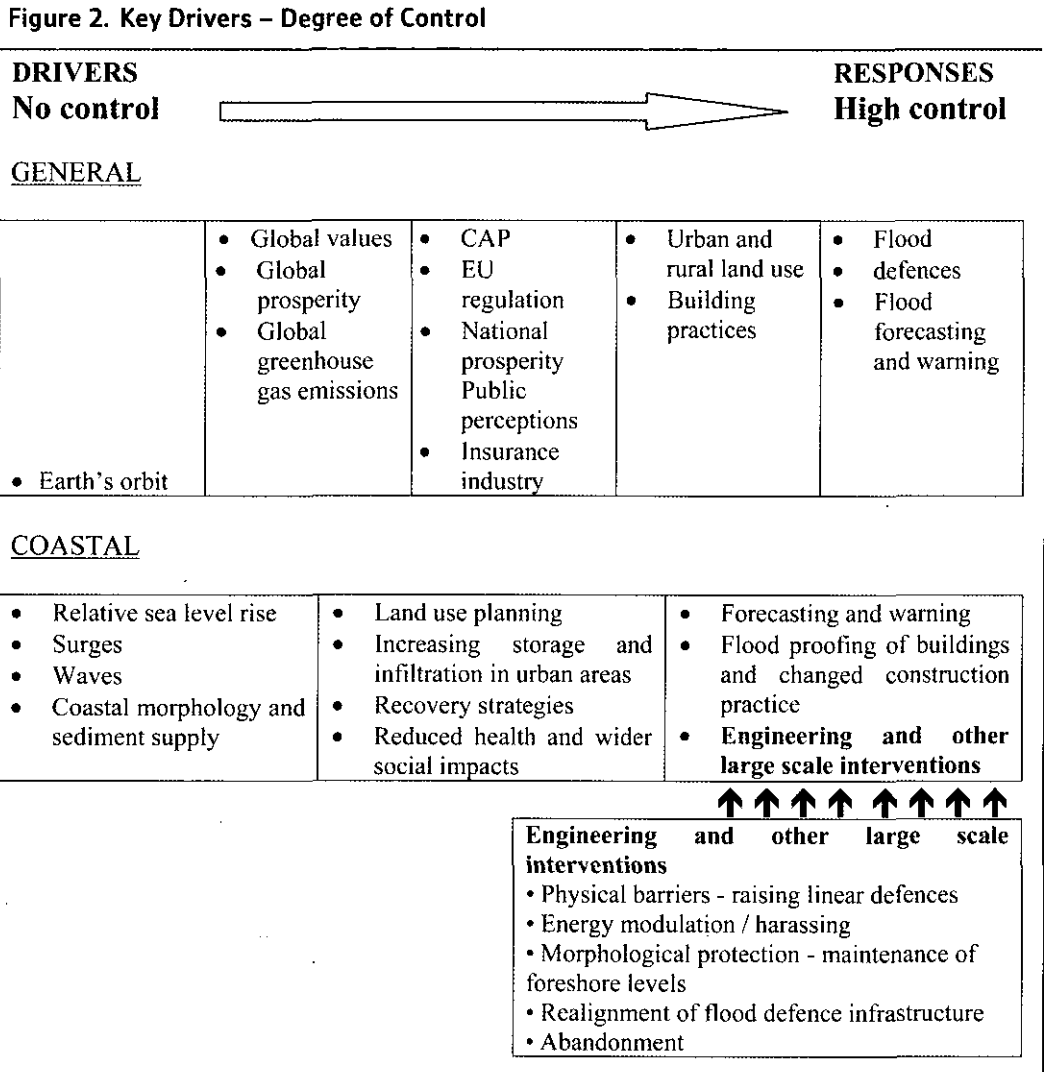 Figure 2. Key Drivers – Degree of Control
DRIVERS
No control
RESPONSES
High control
GENERAL
• Earth's orbit
• Global values
• Global
prosperity
• Global
greenhouse
gas emissions
• CAP
• EU
regulation
• National
prosperity
Public
perceptions
• Insurance
industry
• Urban and
rural land use
• Building
practices
• Flood
• defences
• Flood
forecasting
and warning
COASTAL
• Relative sea level rise
• Surges
• Waves
• Coastal morphology and
sediment supply
• Land use planning
• Increasing storage and
infiltration in urban areas
• Recovery strategies
• Reduced health and wider
social impacts
• Forecasting and warning
• Flood proofing of buildings
and changed construction
practice
• Engineering and other
large scale interventions
Engineering and other large scale
interventions
• Physical barriers - raising linear defences
• Energy modulation / harassing
• Morphological protection - maintenance of
foreshore levels
• Realignment of flood defence infrastructure
• Abandonment